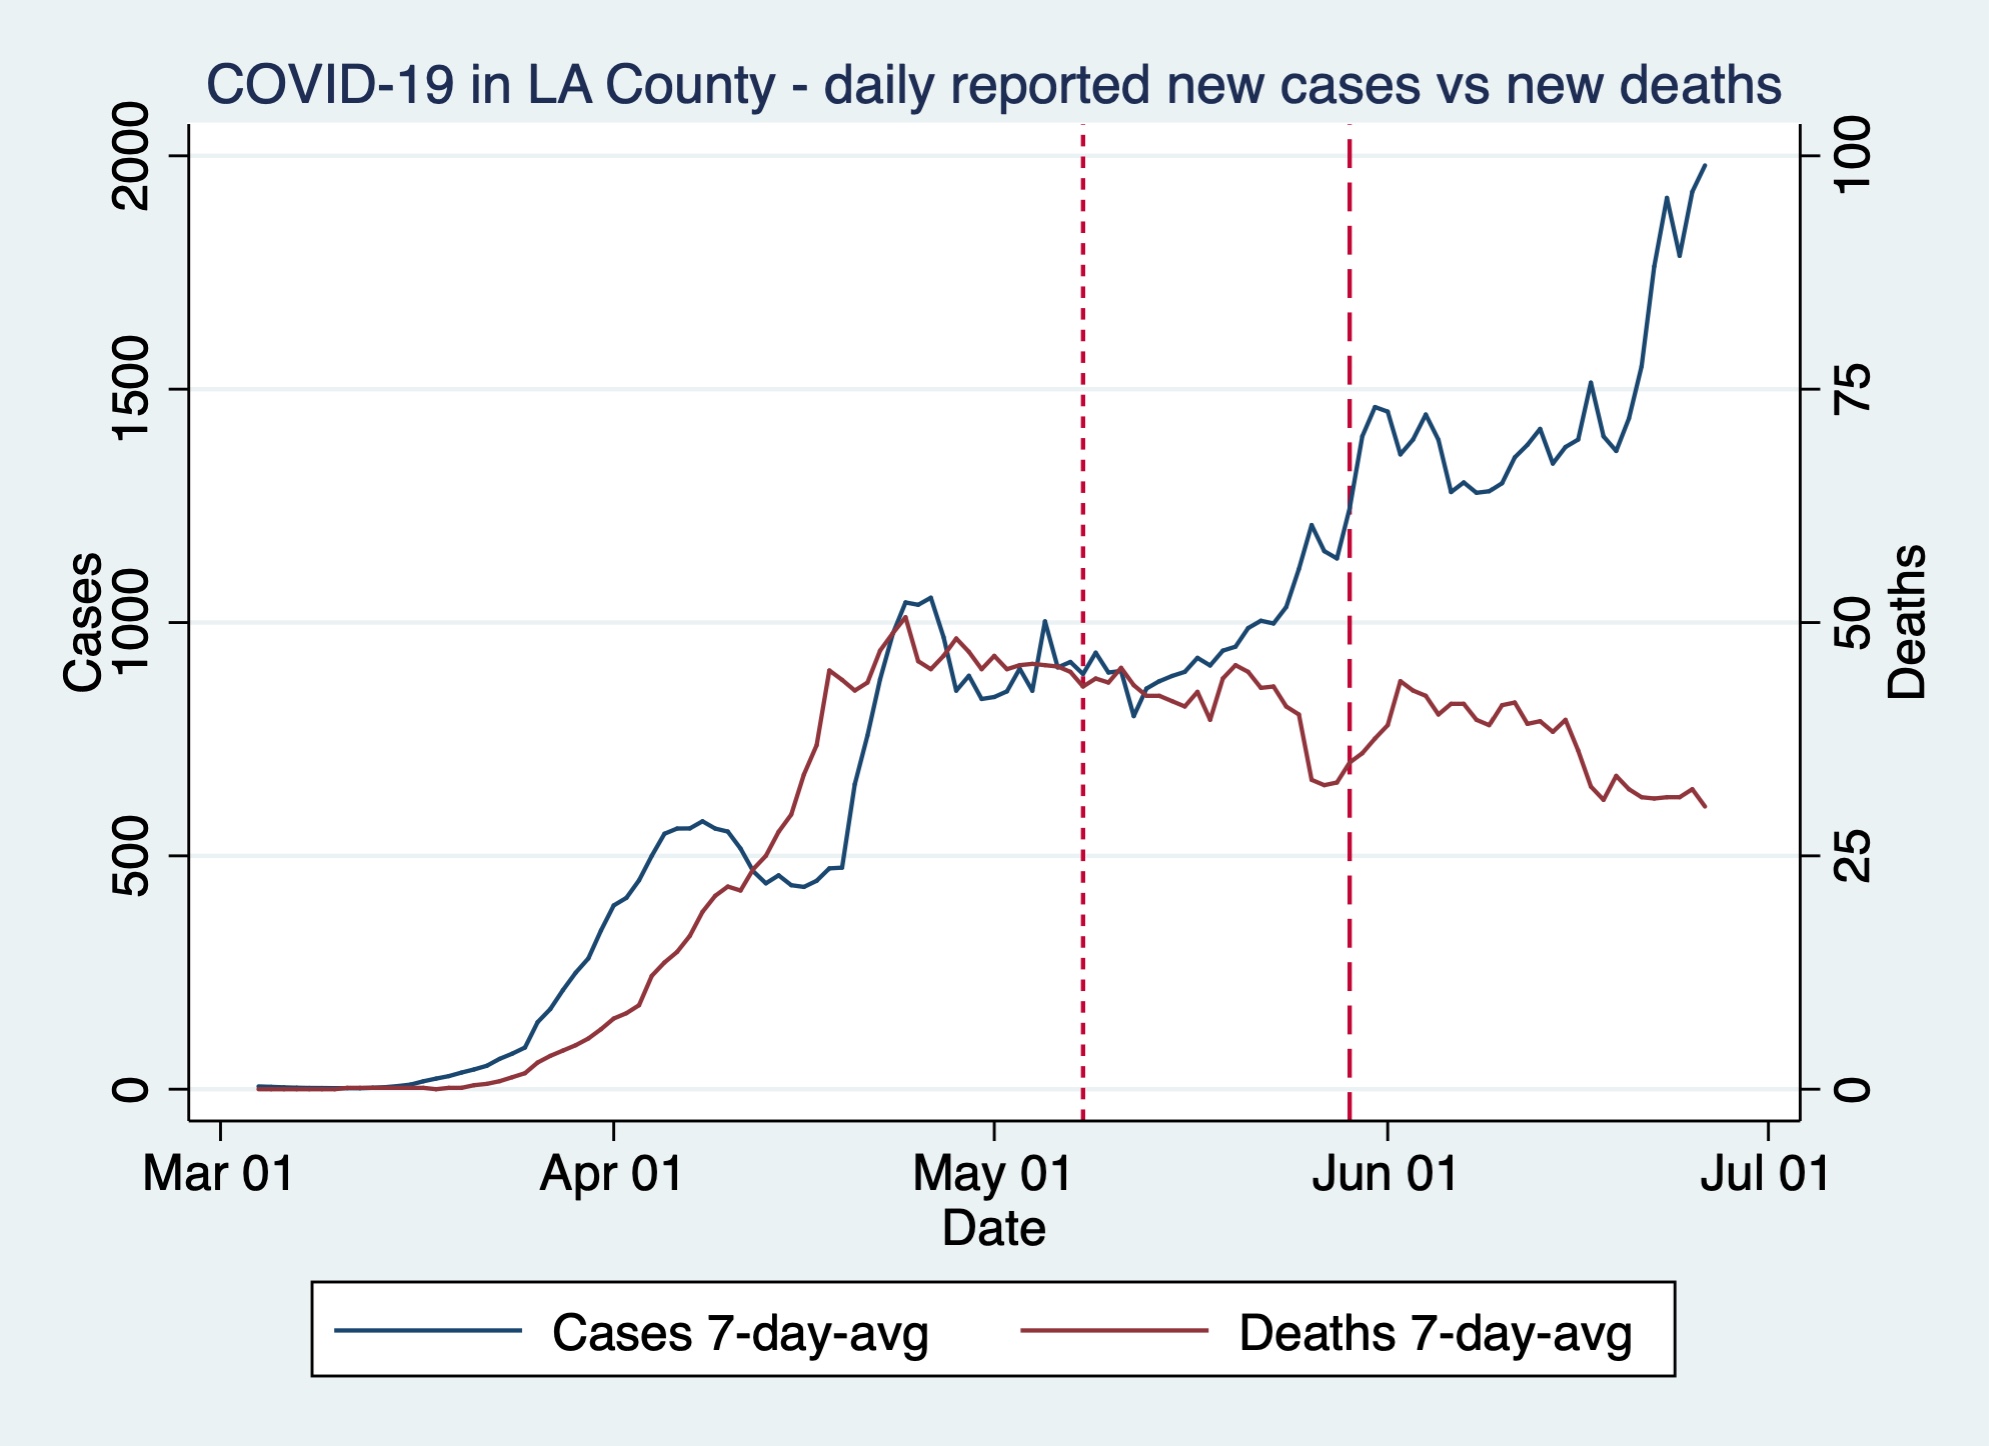 COVID-19 in LA County - daily reported new cases vs new deaths
Cases
2000
1500
1000
500
0
Deaths
100
75
50
25
0
Mar 01 Apr 01 May 01 Jun 01 Jul 01
Date
Cases 7-day-avg Deaths 7-day-avg